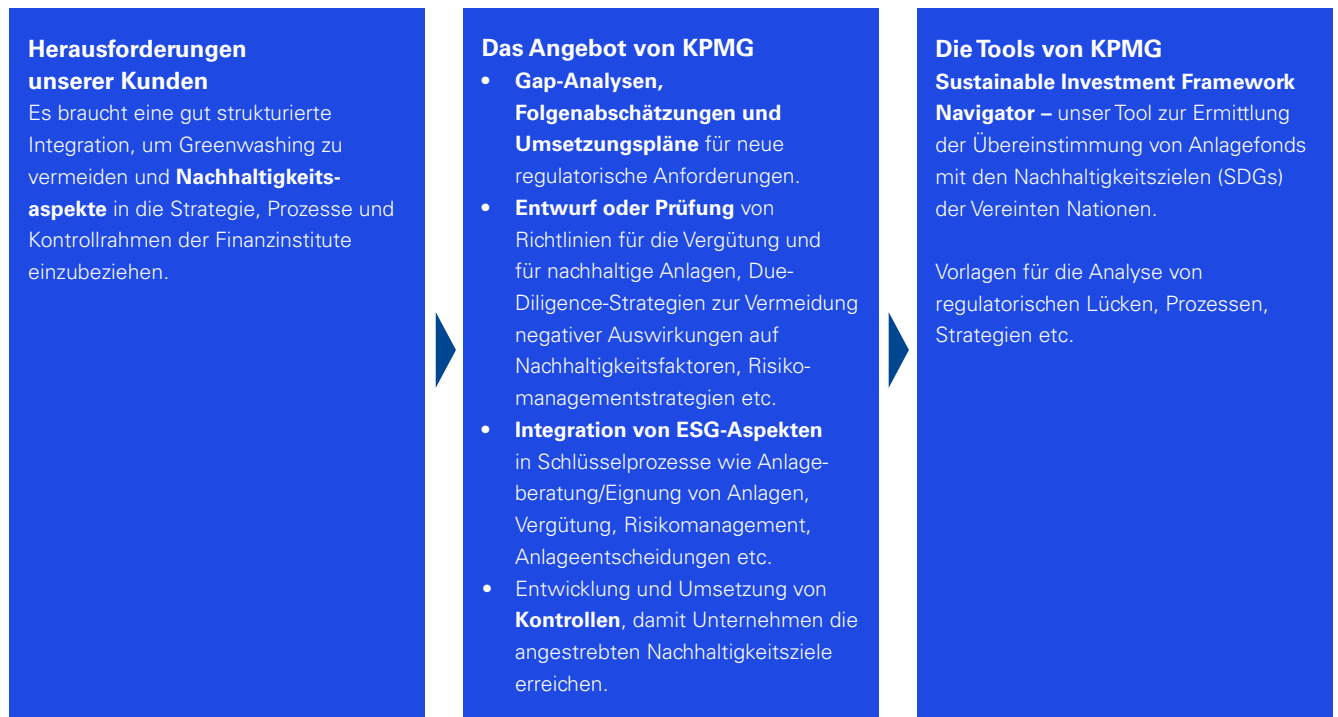 Herausforderungen
unserer Kunden
Es braucht eine gut strukturierte
Integration, um Greenwashing zu
vermeiden und Nachhaltigkeits-
aspekte in die Strategie, Prozesse und
Kontrollrahmen der Finanzinstitute
einzubeziehen.
Das Angebot von KPMG
• Gap-Analysen,
Folgenabschätzungen und
Umsetzungspläne für neue
regulatorische Anforderungen.
• Entwurf oder Prüfung von
Richtlinien für die Vergütung und
für nachhaltige Anlagen, Due-
Diligence-Strategien zur Vermeidung
negativer Auswirkungen auf
Nachhaltigkeitsfaktoren, Risiko-
managementstrategien etc.
• Integration von ESG-Aspekten
in Schlüsselprozesse wie Anlage-
beratung/Eignung von Anlagen,
Vergütung, Risikomanagement,
Anlageentscheidungen etc.
• Entwicklung und Umsetzung von
Kontrollen, damit Unternehmen die
angestrebten Nachhaltigkeitsziele
erreichen.
Die Tools von KPMG
Sustainable Investment Framework
Navigator – unser Tool zur Ermittlung
der Übereinstimmung von Anlagefonds
mit den Nachhaltigkeitszielen (SDGs)
der Vereinten Nationen.
Vorlagen für die Analyse von
regulatorischen Lücken, Prozessen,
Strategien etc.